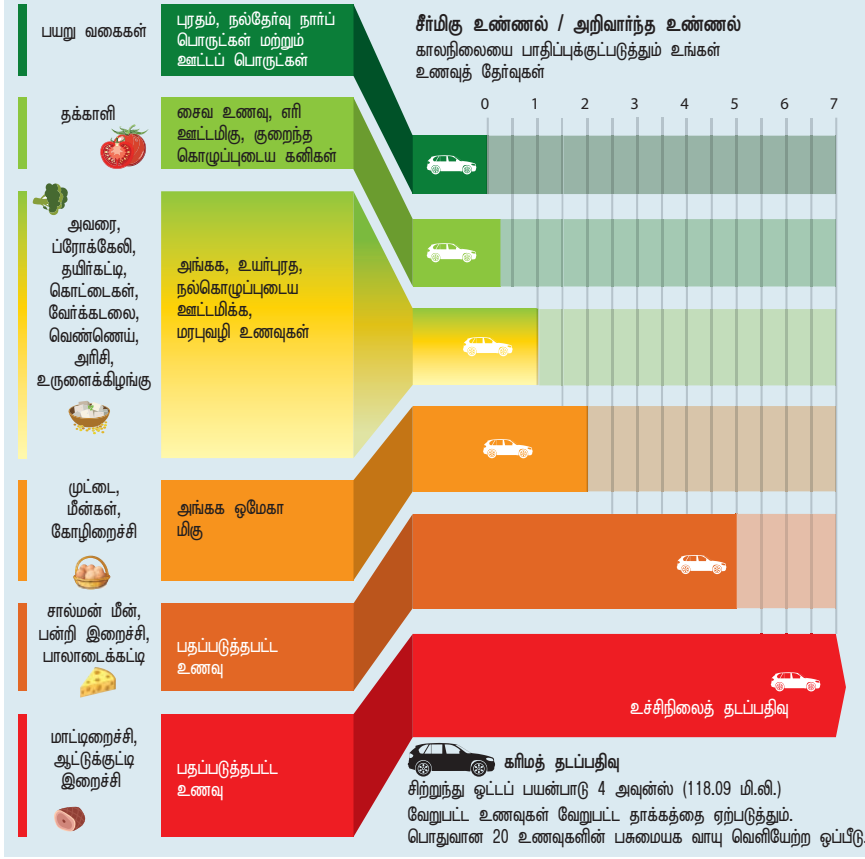 பயறு வகைகள்
புரதம், நல்தேர்வு நார்ப்
பொருட்கள் மற்றும்
ஊட்டப் பொருட்கள்
சீர்மிகு உண்ணல் / அறிவார்ந்த உண்ணல்
காலநிலையை பாதிப்புக்குட்படுத்தும் உங்கள்
உணவுத் தேர்வுகள்
0 1 2 3 4 5 6 7
தக்காளி
சைவ உணவு, எரி
ஊட்டமிகு, குறைந்த
கொழுப்புடைய கனிகள்
அவரை,
ப்ரோக்கேலி,
தயிர்கட்டி,
கொட்டைகள்,
வேர்க்கடலை,
வெண்ணெய்,
அரிசி,
உருளைக்கிழங்கு
அங்கக, உயர்புரத,
நல்கொழுப்புடைய
ஊட்டமிக்க,
மரபுவழி உணவுகள்
முட்டை,
மீன்கள்,
கோழிறைச்சி
அங்கக ஒமேகா
மிகு
சால்மன் மீன்,
பன்றி இறைச்சி,
பாலாடைக்கட்டி
பதப்படுத்தபட்ட
உணவு
மாட்டிறைச்சி,
ஆட்டுக்குட்டி
இறைச்சி
பதப்படுத்தபட்ட
உணவு
உச்சிநிலைத் தடப்பதிவு
கரிமத் தடப்பதிவு
சிற்றுந்து ஓட்டப் பயன்பாடு 4 அவுன்ஸ் (118.09 மி.லி.)
வேறுபட்ட உணவுகள் வேறுபட்ட தாக்கத்தை ஏற்படுத்தும்.
பொதுவான 20 உணவுகளின் பசுமையக வாயு வெளியேற்ற ஒப்பீடு